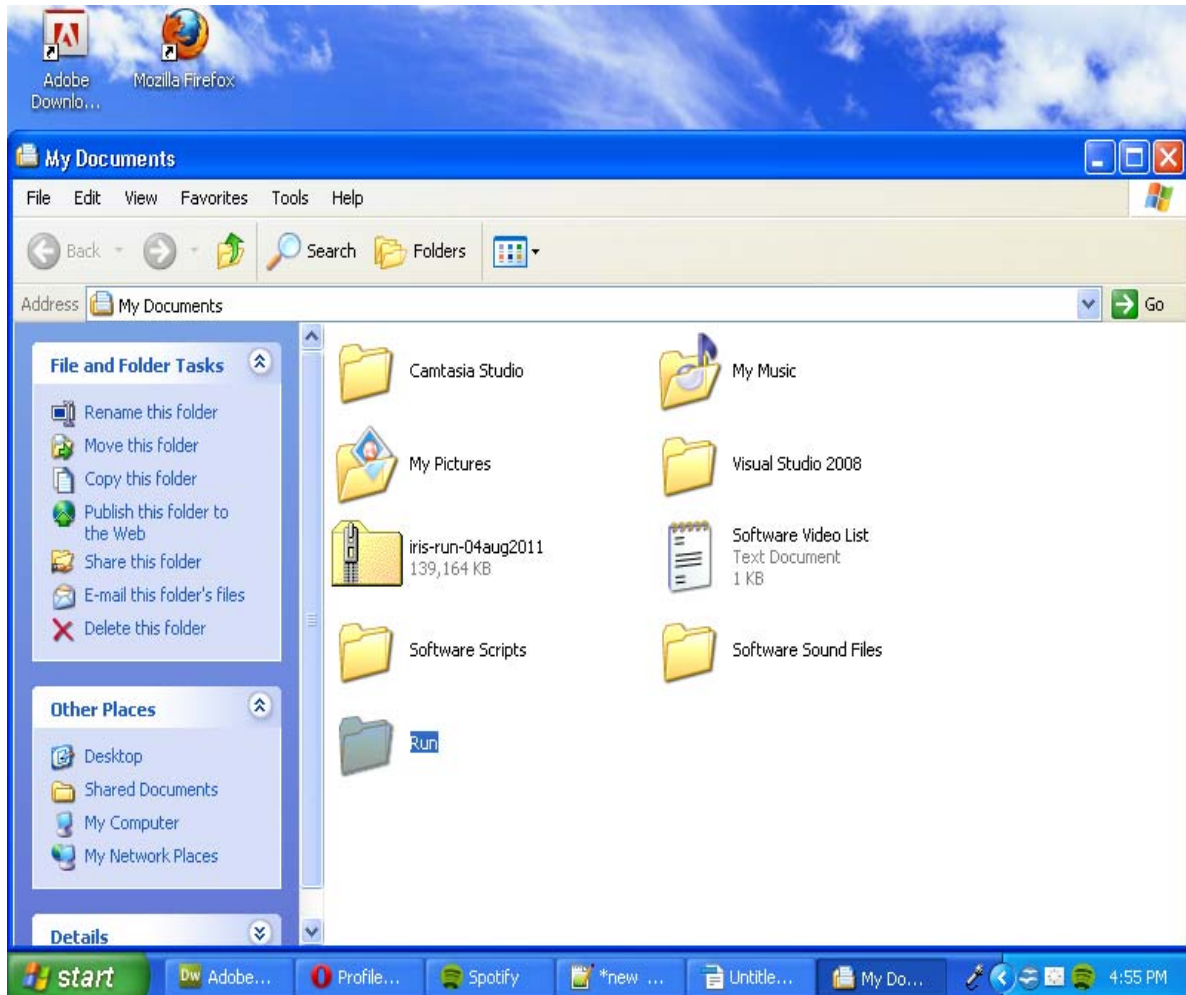 Adobe
Downlo...
Mozilla Firefox
My Documents
File Edit View Favorites Tools Help
Back Search Folders
Address My Documents Go
File and Folder Tasks
Rename this folder
Move this folder
Copy this folder
Publish this folder to
the Web
Share this folder
E-mail this folder's files
Delete this folder
Other Places
Desktop
Shared Documents
My Computer
My Network Places
Details
Camtasia Studio
My Music
My Pictures
Visual Studio 2008
iris-run-04aug2011
139,164 KB
Software Video List
Text Document
1 KB
Software Scripts
Software Sound Files
Run
start Dw Adobe... Profile... Spotify *new ... Untitle... My Do... 4:55 PM